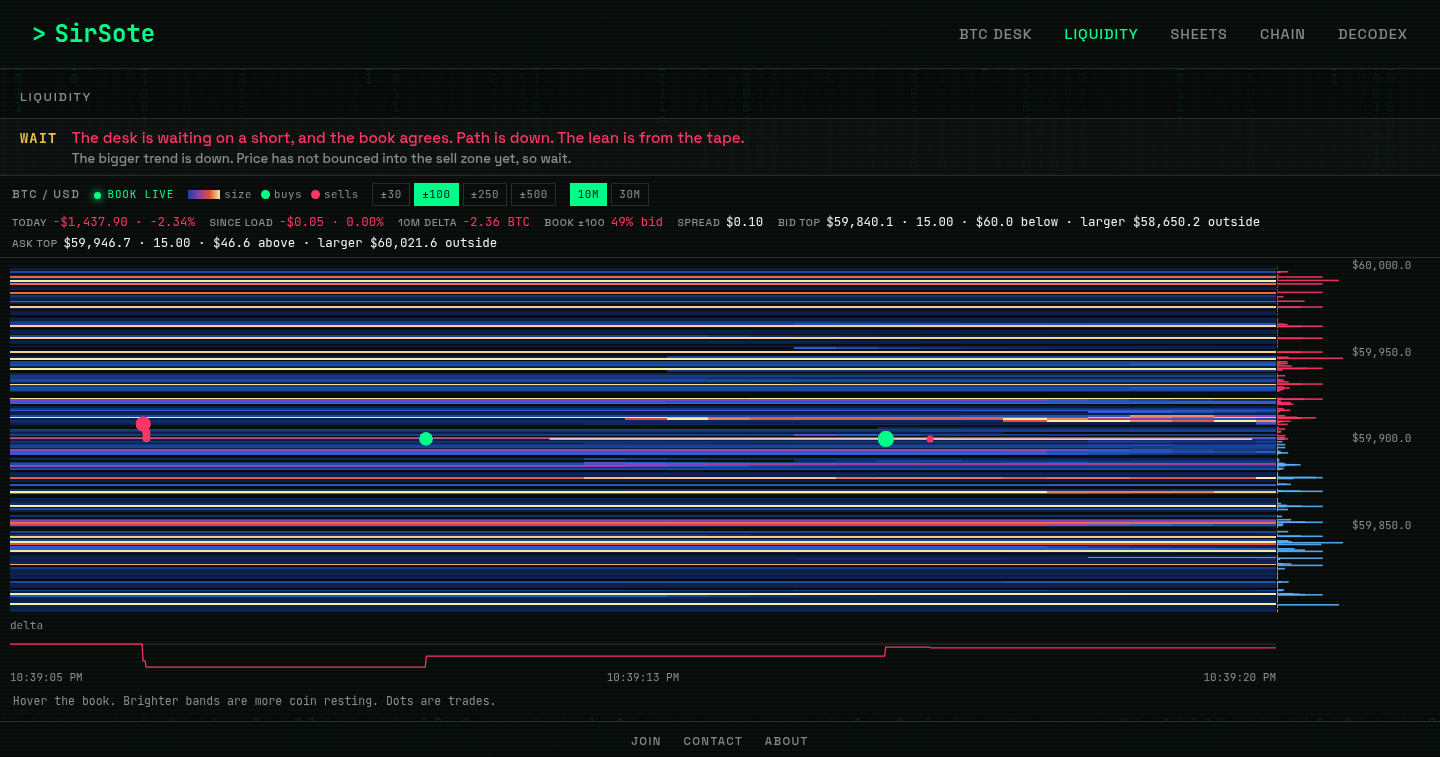 > SirSote
BTC DESK LIQUIDITY SHEETS CHAIN DECODEX
LIQUIDITY
WAIT The desk is waiting on a short, and the book agrees. Path is down. The lean is from the tape.
The bigger trend is down. Price has not bounced into the sell zone yet, so wait.
BTC / USD BOOK LIVE size buys sells ±30 ±100 ±250 ±500 10M 30M
TODAY -$1,437.90 · -2.34% SINCE LOAD -$0.05 · 0.00% 10M DELTA -2.36 BTC BOOK ±100 49% bid SPREAD $0.10 BID TOP $59,840.1 · 15.00 · $60.0 below · larger $58,650.2 outside
ASK TOP $59,946.7 · 15.00 · $46.6 above · larger $60,021.6 outside
$60,000.0
$59,950.0
$59,900.0
$59,850.0
delta
10:39:05 PM 10:39:13 PM 10:39:20 PM
Hover the book. Brighter bands are more coin resting. Dots are trades.
JOIN CONTACT ABOUT